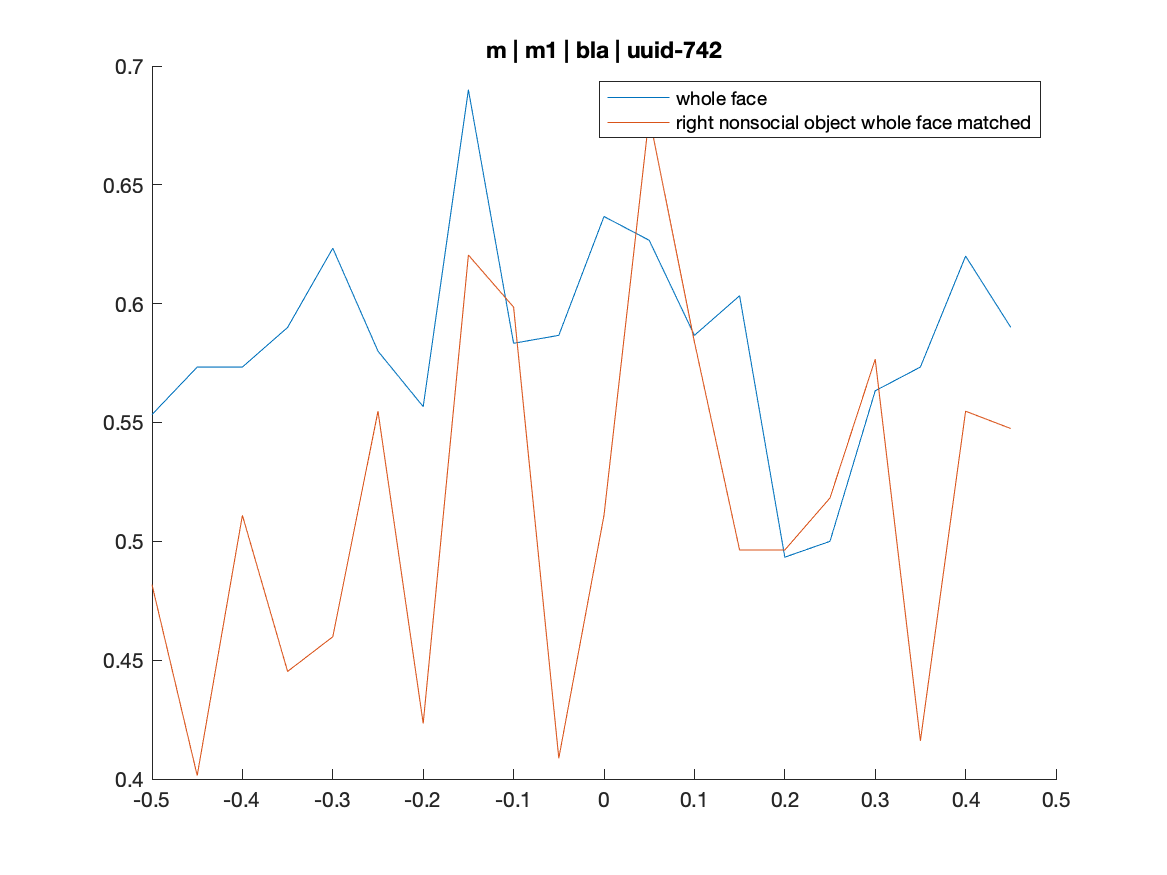 m | m1 | bla | uuid-742
0.7
whole face
right nonsocial object whole face matched
0.65
0.6
0.55
0.5
0.45
0.4
-0.5 -0.4 -0.3 -0.2 -0.1 0 0.1 0.2 0.3 0.4 0.5